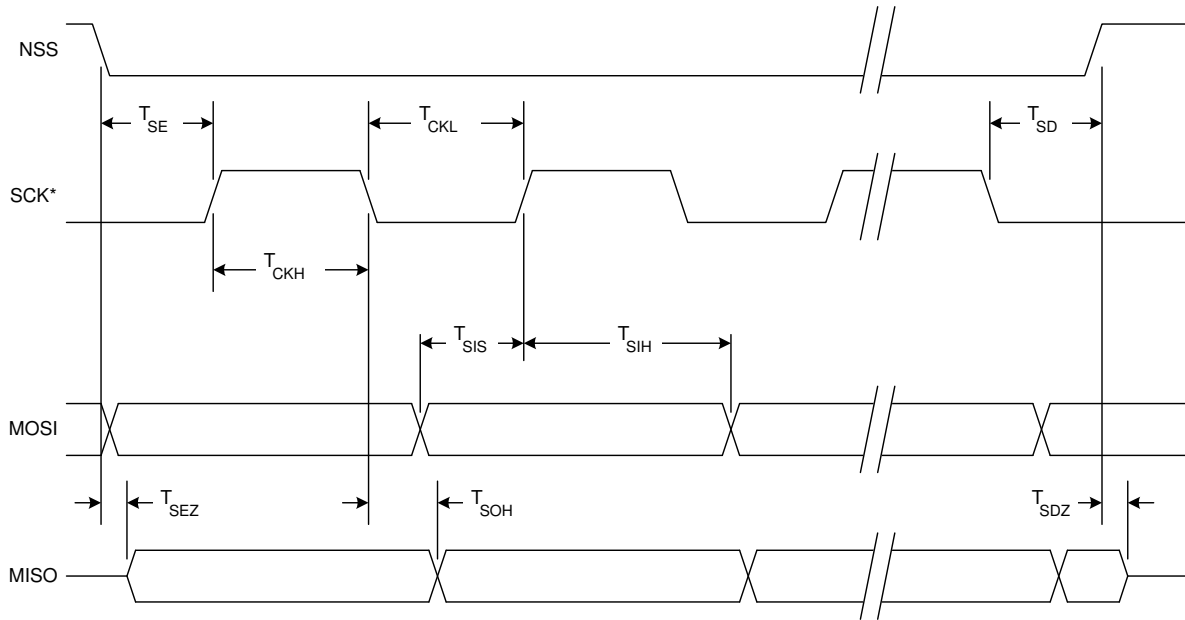 NSS
T_SE
T_CKL
T_SD
SCK*
T_CKH
T_SIS
T_SIH
MOSI
T_SEZ
T_SOH
T_SDZ
MISO